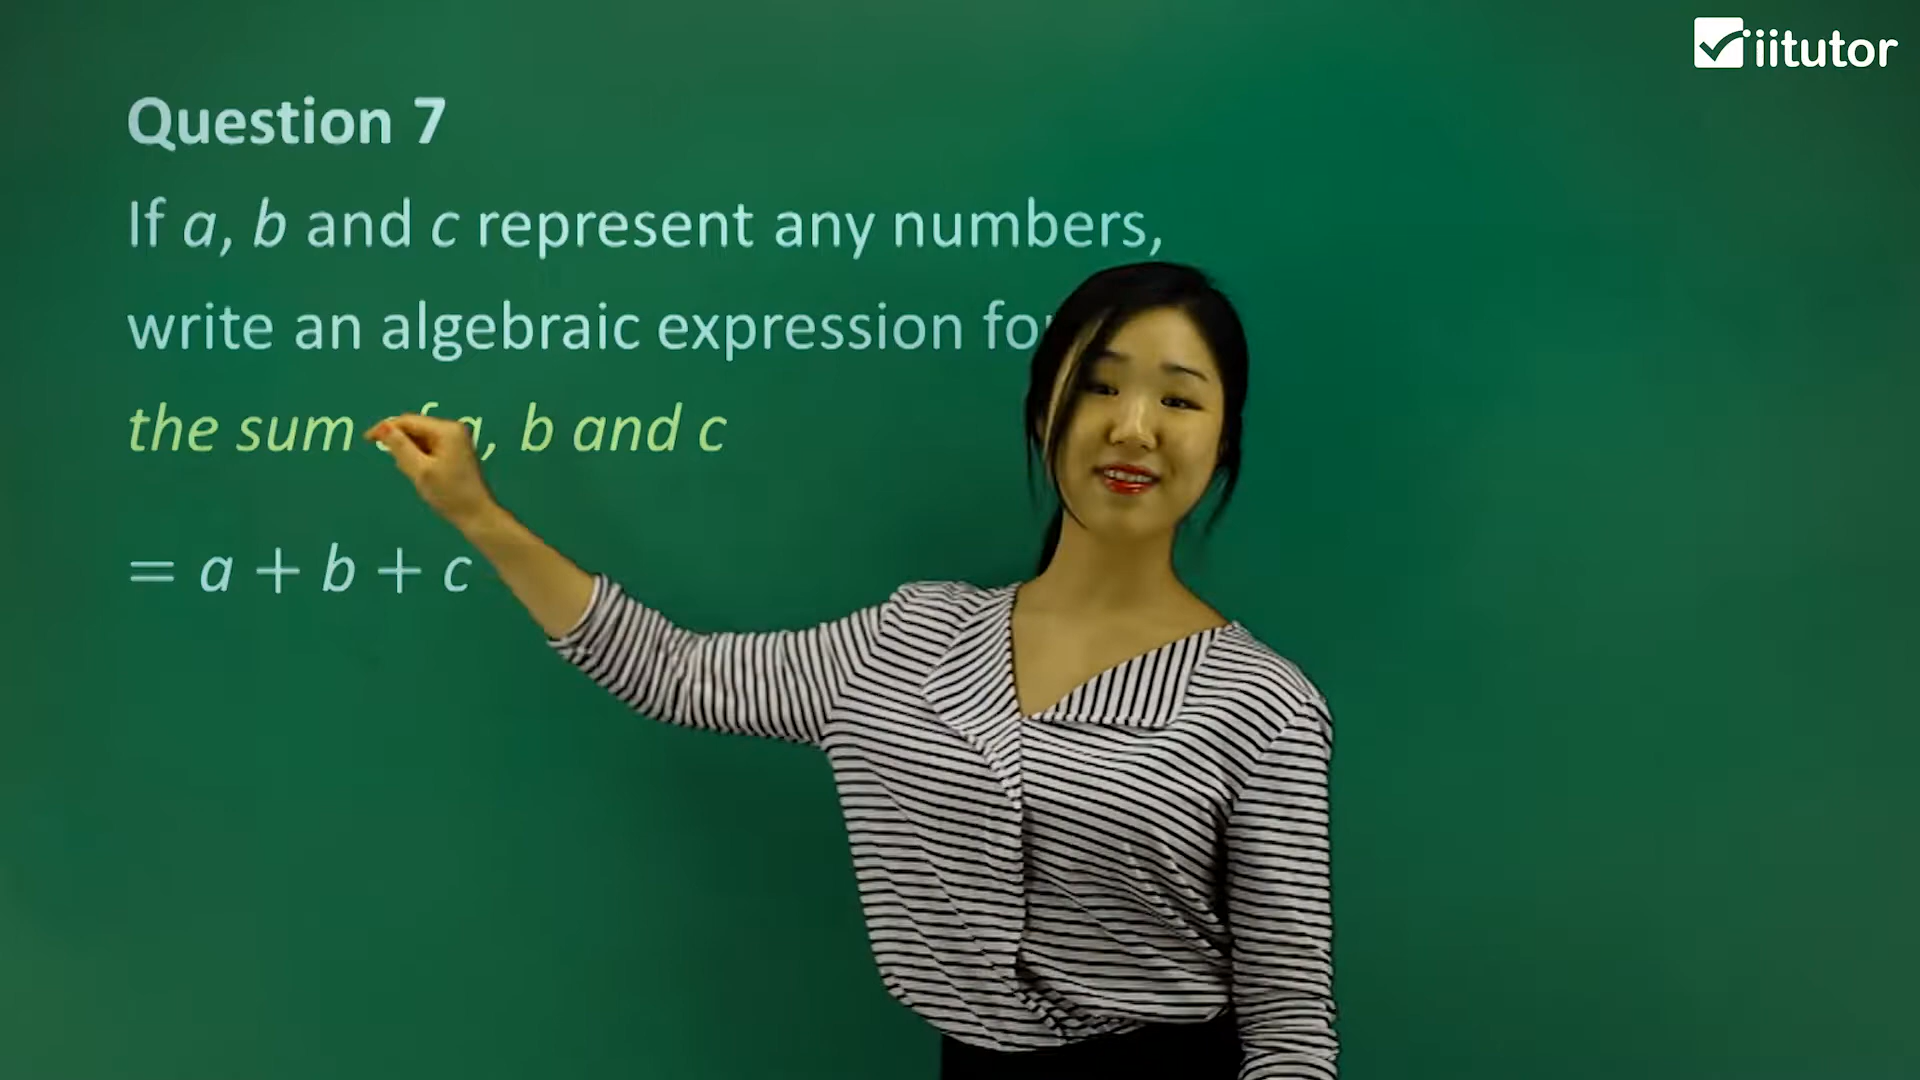 iitutor
Question 7
If a, b and c represent any numbers,
write an algebraic expression
the sum a, b and c
= a + b + c